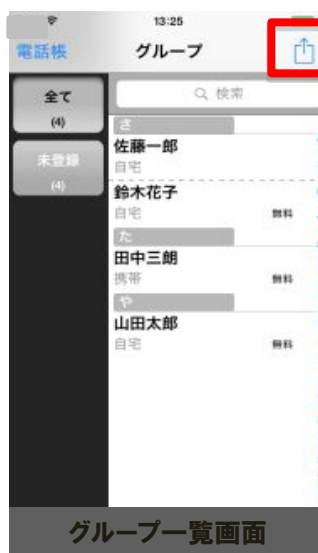 13:25
電話帳 グループ
全て
(4)
未登録
(4)
検索
さ
佐藤一郎
自宅
鈴木花子
自宅 無料
た
田中三朗
携帯 無料
や
山田太郎
自宅 無料
グループ一覧画面